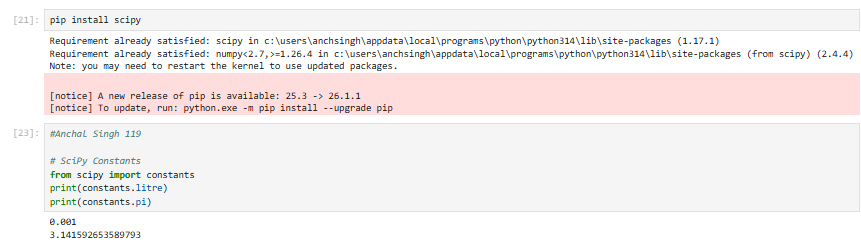 [21]: pip install scipy
Requirement already satisfied: scipy in c:\users\anchsingh\appdata\local\programs\python\python314\lib\site-packages (1.17.1)
Requirement already satisfied: numpy<2.7,>=1.26.4 in c:\users\anchsingh\appdata\local\programs\python\python314\lib\site-packages (from scipy) (2.4.4)
Note: you may need to restart the kernel to use updated packages.
[notice] A new release of pip is available: 25.3 -> 26.1.1
[notice] To update, run: python.exe -m pip install --upgrade pip
[23]: #Anchal Singh 119
# SciPy Constants
from scipy import constants
print(constants.litre)
print(constants.pi)
0.001
3.141592653589793